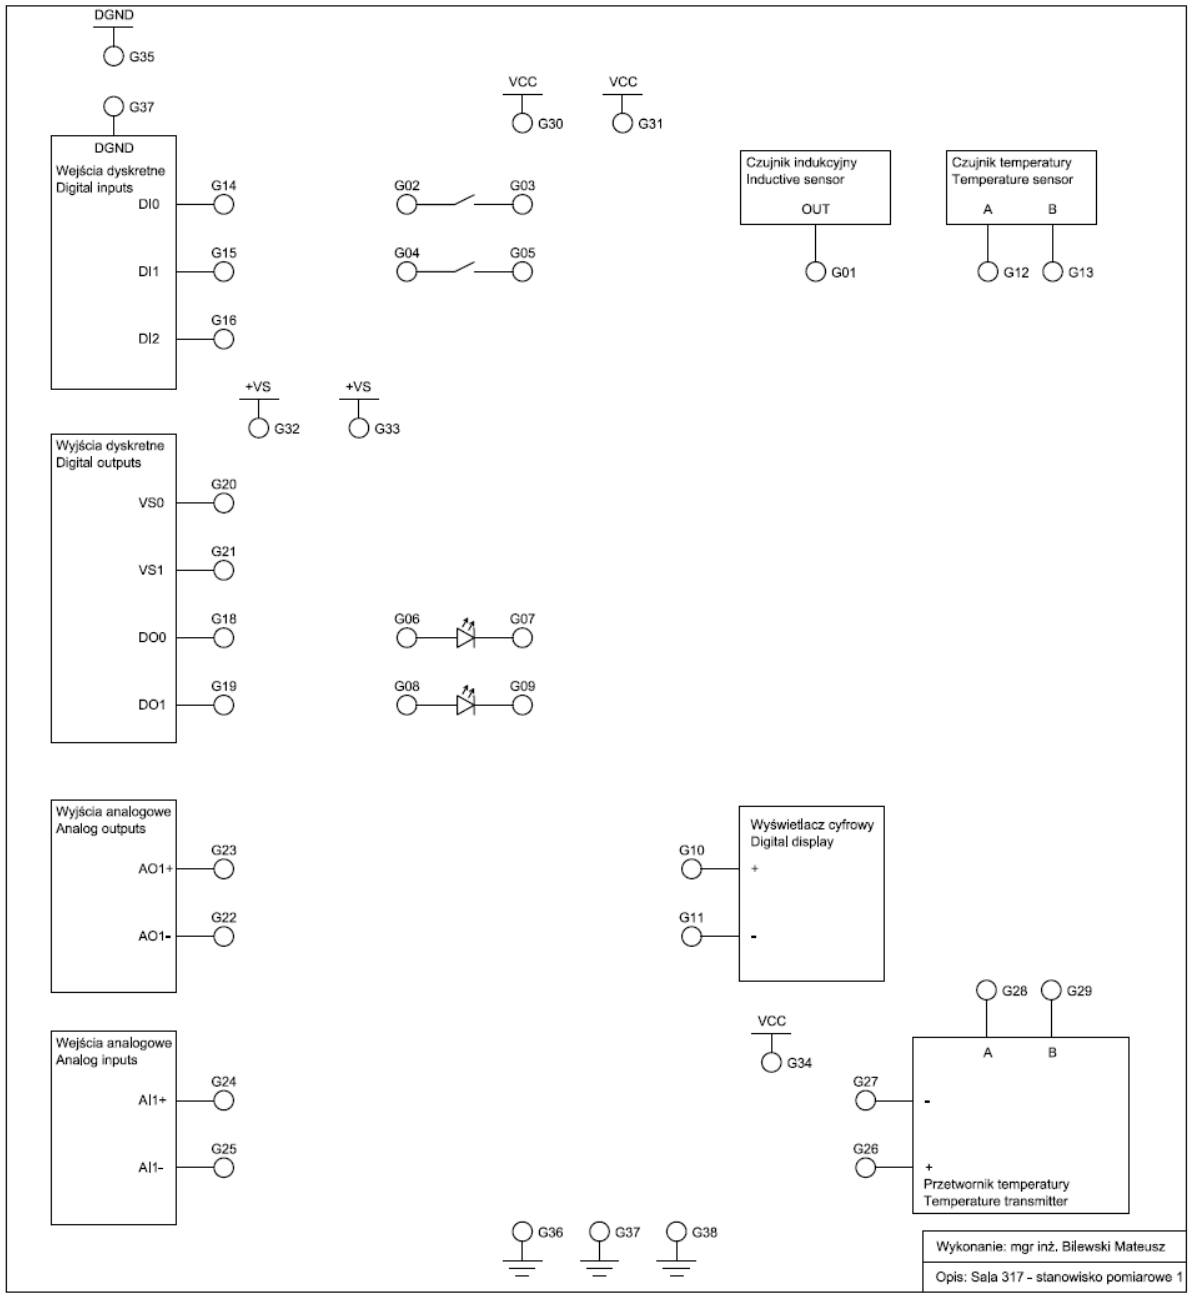 DGND
G35
G37
DGND
Wejścia dyskretne
Digital inputs
DI0
G14
DI1
G15
DI2
G16
VCC
G30
VCC
G31
G02
G03
G04
G05
Czujnik indukcyjny
Inductive sensor
OUT
G01
Czujnik temperatury
Temperature sensor
A B
G12
G13
+VS
G32
+VS
G33
Wyjścia dyskretne
Digital outputs
VS0
G20
VS1
G21
DO0
G18
DO1
G19
G06
G07
G08
G09
Wyjścia analogowe
Analog outputs
AO1+
G23
AO1-
G22
G10
G11
Wyświetlacz cyfrowy
Digital display
+
-
Wejścia analogowe
Analog inputs
AI1+
G24
AI1-
G25
VCC
G34
G28
G29
A B
G27
-
G26
+
Przetwornik temperatury
Temperature transmitter
G36
G37
G38
Wykonanie: mgr inż. Bilewski Mateusz
Opis: Sala 317 - stanowisko pomiarowe 1